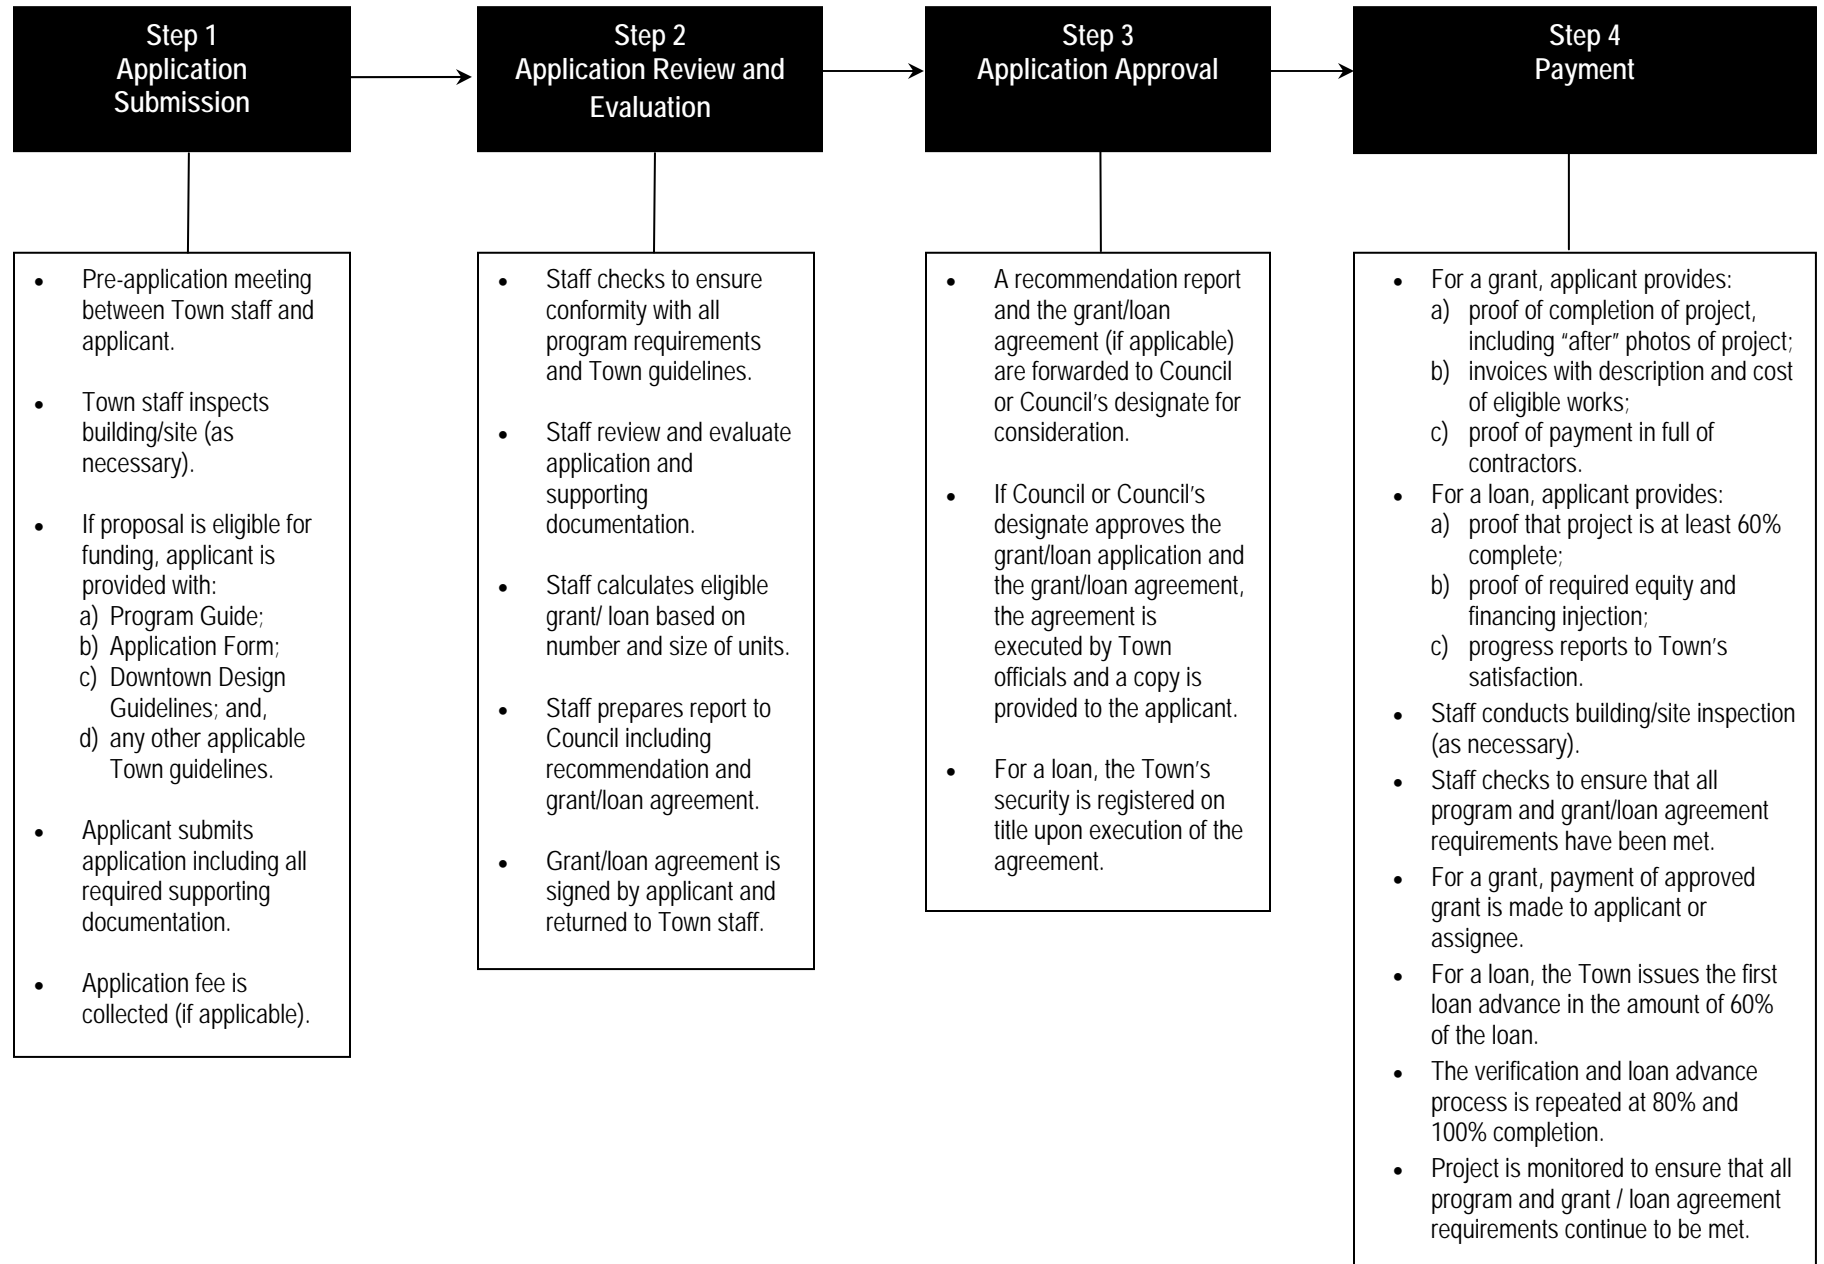 Step 1
Application
Submission
Step 2
Application Review and
Evaluation
Step 3
Application Approval
Step 4
Payment
• Pre-application meeting
between Town staff and
applicant.
• Town staff inspects
building/site (as
necessary).
• If proposal is eligible for
funding, applicant is
provided with:
a) Program Guide;
b) Application Form;
c) Downtown Design
Guidelines; and,
d) any other applicable
Town guidelines.
• Applicant submits
application including all
required supporting
documentation.
• Application fee is
collected (if applicable).
• Staff checks to ensure
conformity with all
program requirements
and Town guidelines.
• Staff review and evaluate
application and
supporting
documentation.
• Staff calculates eligible
grant/ loan based on
number and size of units.
• Staff prepares report to
Council including
recommendation and
grant/loan agreement.
• Grant/loan agreement is
signed by applicant and
returned to Town staff.
• A recommendation report
and the grant/loan
agreement (if applicable)
are forwarded to Council
or Council's designate for
consideration.
• If Council or Council's
designate approves the
grant/loan application and
the grant/loan agreement,
the agreement is
executed by Town
officials and a copy is
provided to the applicant.
• For a loan, the Town's
security is registered on
title upon execution of the
agreement.
• For a grant, applicant provides:
a) proof of completion of project,
including “after” photos of project;
b) invoices with description and cost
of eligible works;
c) proof of payment in full of
contractors.
• For a loan, applicant provides:
a) proof that project is at least 60%
complete;
b) proof of required equity and
financing injection;
c) progress reports to Town's
satisfaction.
• Staff conducts building/site inspection
(as necessary).
• Staff checks to ensure that all
program and grant/loan agreement
requirements have been met.
• For a grant, payment of approved
grant is made to applicant or
assignee.
• For a loan, the Town issues the first
loan advance in the amount of 60%
of the loan.
• The verification and loan advance
process is repeated at 80% and
100% completion.
• Project is monitored to ensure that all
program and grant / loan agreement
requirements continue to be met.